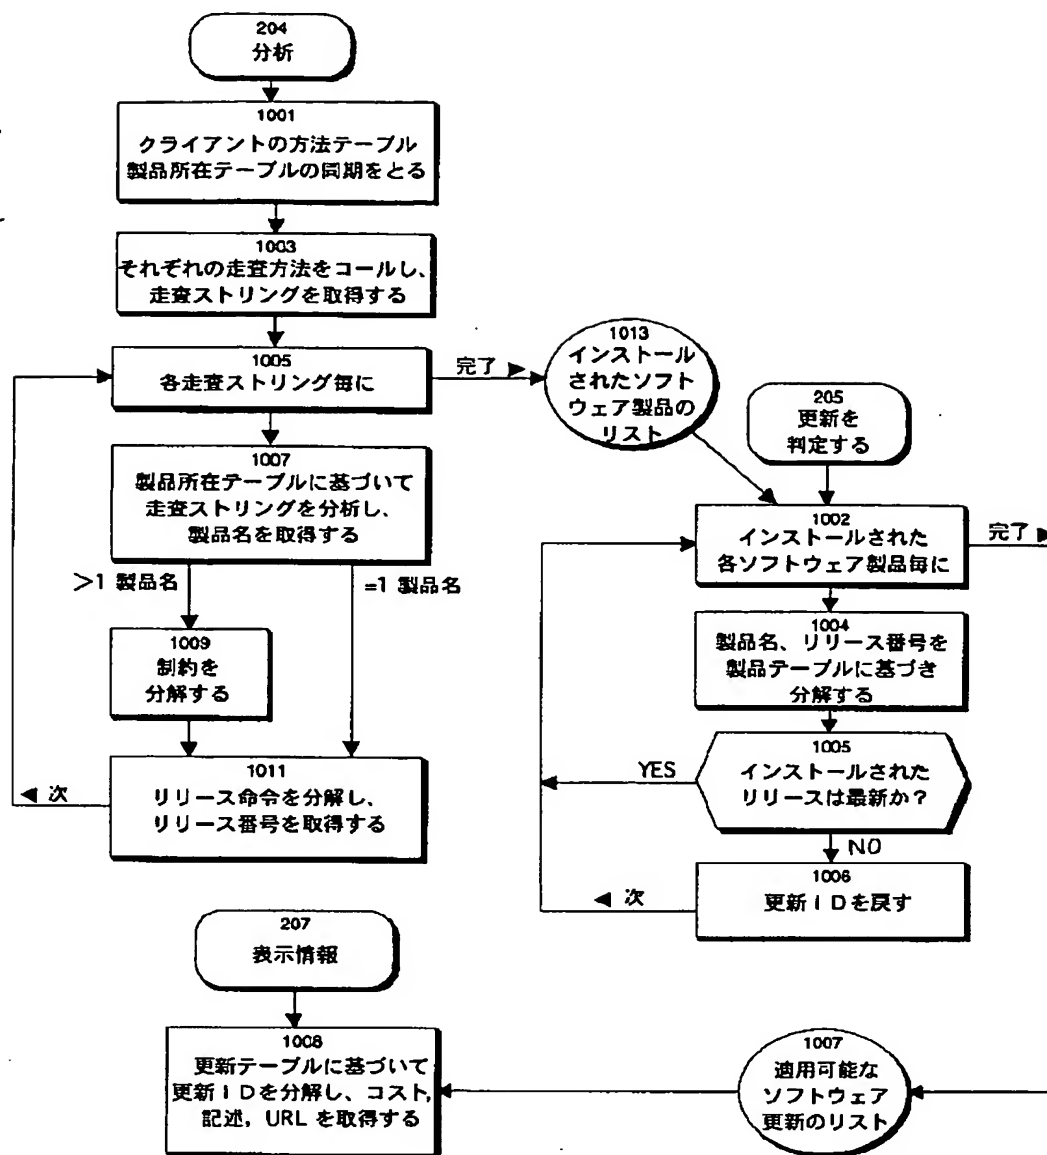 204
分析
1001
クライアントの方法テーブル
製品所在テーブルの同期をとる
1003
それぞれの走査方法をコールし、
走査ストリングを取得する
1005
各走査ストリング毎に
完了
1007
製品所在テーブルに基づいて
走査ストリングを分析し、
製品名を取得する
>1 製品名
=1 製品名
1009
制約を
分解する
1011
リリース命令を分解し、
リリース番号を取得する
次
1013
インストール
されたソフト
ウェア製品の
リスト
205
更新を
判定する
1002
インストールされた
各ソフトウェア製品毎に
完了
1004
製品名、リリース番号を
製品テーブルに基づき
分解する
1005
インストールされた
リリースは最新か?
YES
NO
1006
更新IDを戻す
次
207
表示情報
1008
更新テーブルに基づいて
更新IDを分解し、コスト,
記述, URL を取得する
1007
適用可能な
ソフトウェア
更新のリスト